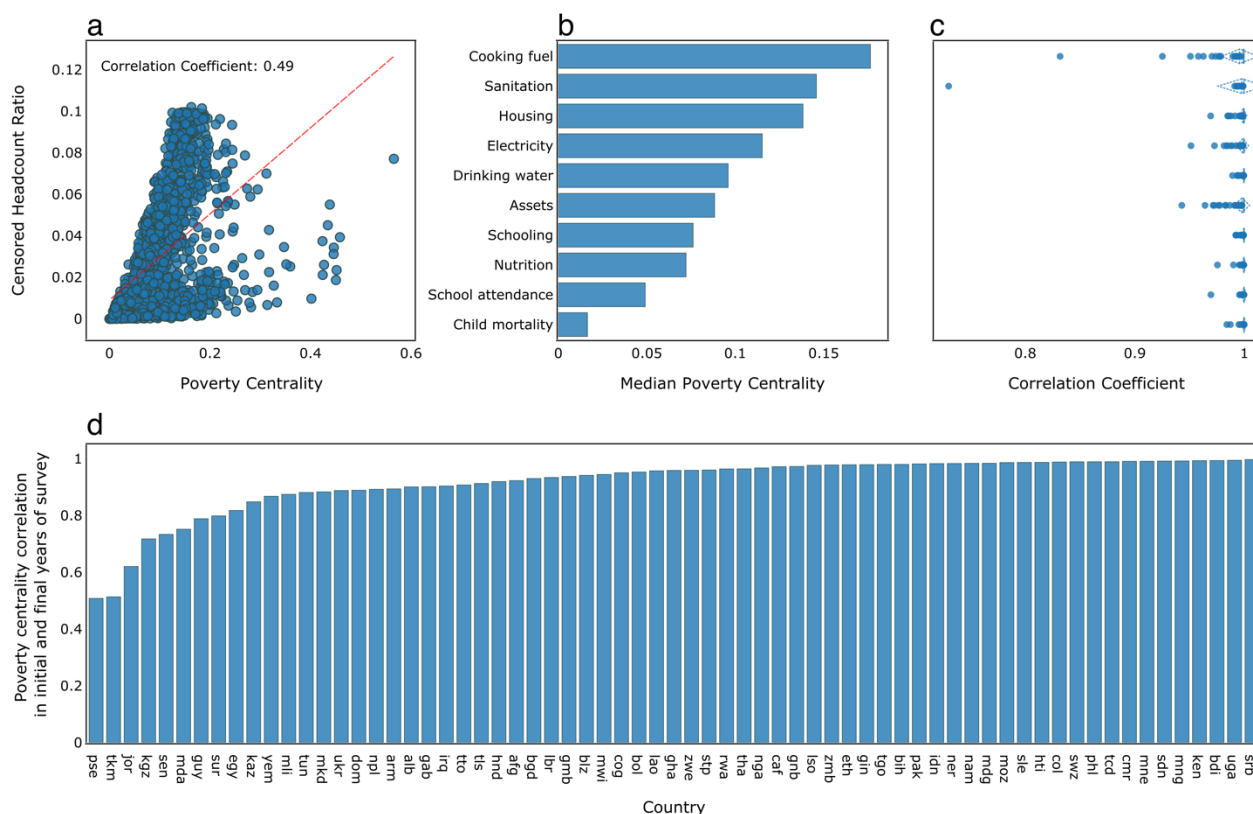 a
Correlation Coefficient: 0.49
Censored Headcount Ratio
0.12
0.1
0.08
0.06
0.04
0.02
0
0
0.2
0.4
0.6
Poverty Centrality
b
Cooking fuel
Sanitation
Housing
Electricity
Drinking water
Assets
Schooling
Nutrition
School attendance
Child mortality
0
0.05
0.1
0.15
Median Poverty Centrality
c
0.8
0.9
1
Correlation Coefficient
d
Poverty centrality correlation
in initial and final years of survey
1
0.8
0.6
0.4
0.2
0
pse
tkm
jor
kgz
sen
mda
guy
sur
egy
kaz
yem
mli
tun
mkd
ukr
dom
npl
arm
alb
gab
irq
tto
tls
hnd
afg
bgd
lbr
gmb
blz
mwi
cog
bol
lao
gha
zwe
stp
rwa
tha
nga
caf
gnb
lso
zmb
eth
gin
tgo
bih
pak
idn
ner
nam
mdg
moz
sle
hti
col
swz
phl
tcd
cmr
mne
sdn
mng
ken
bdi
uga
srb
Country